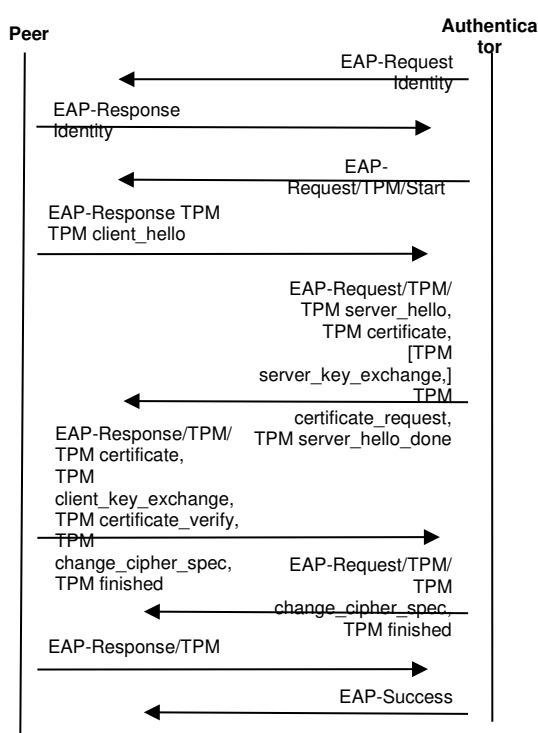 Peer
Authentica
tor
EAP-Request
Identity
EAP-Response
Identity
EAP-
Request/TPM/Start
EAP-Response TPM
TPM client_hello
EAP-Request/TPM/
TPM server_hello,
TPM certificate,
[TPM
server_key_exchange,]
TPM
certificate_request,
TPM server_hello_done
EAP-Response/TPM/
TPM certificate,
TPM
client_key_exchange,
TPM certificate_verify,
TPM
change_cipher_spec,
TPM finished
EAP-Request/TPM/
TPM
change_cipher_spec,
TPM finished
EAP-Response/TPM
EAP-Success